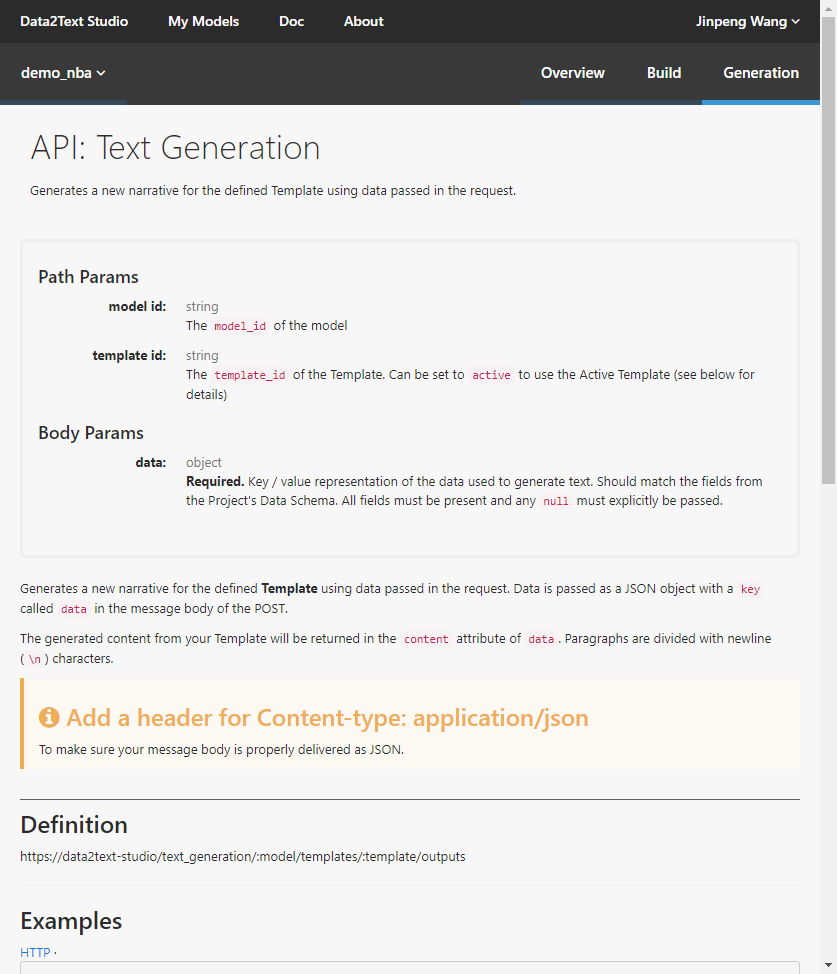 Data2Text Studio My Models Doc About Jinpeng Wang
demo_nba Overview Build Generation
API: Text Generation
Generates a new narrative for the defined Template using data passed in the request.
Path Params
model id: string
The model_id of the model
template id: string
The template_id of the Template. Can be set to active to use the Active Template (see below for
details)
Body Params
data: object
Required. Key / value representation of the data used to generate text. Should match the fields from
the Project's Data Schema. All fields must be present and any null must explicitly be passed.
Generates a new narrative for the defined Template using data passed in the request. Data is passed as a JSON object with a key
called data in the message body of the POST.
The generated content from your Template will be returned in the content attribute of data . Paragraphs are divided with newline
( \n ) characters.
Add a header for Content-type: application/json
To make sure your message body is properly delivered as JSON.
Definition
https://data2text-studio/text_generation/:model/templates/:template/outputs
Examples
HTTP ·